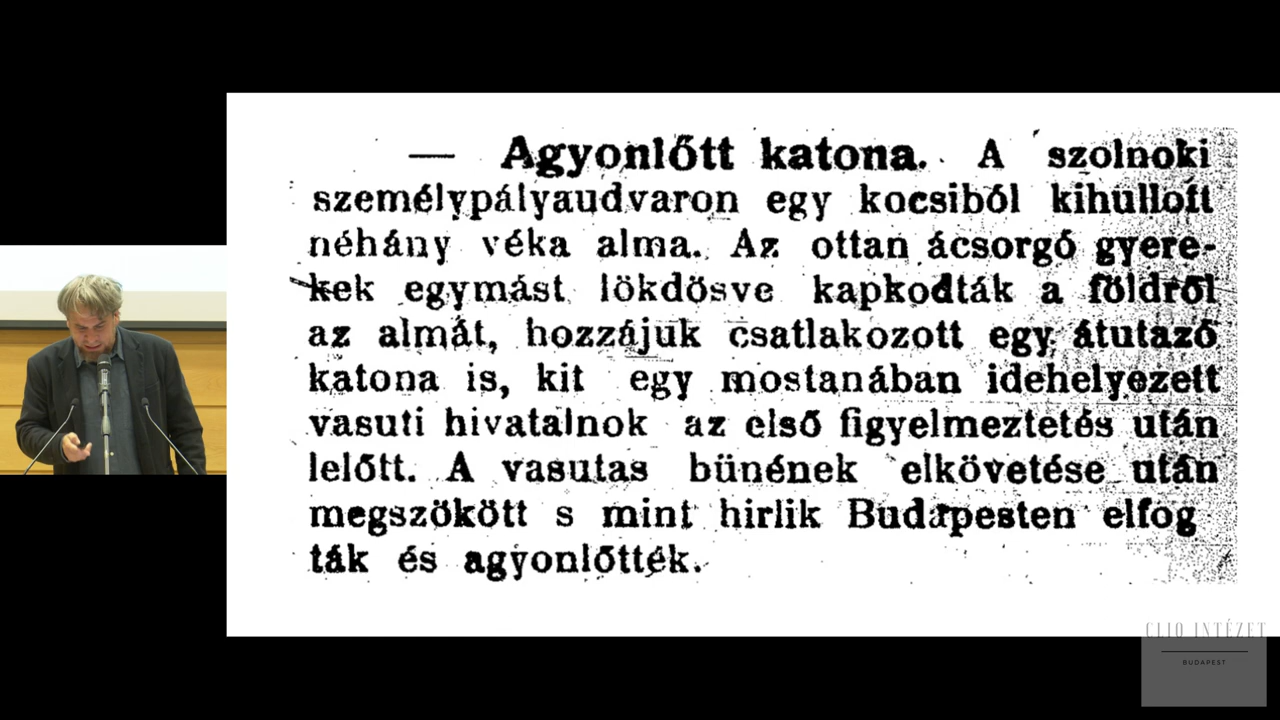 — Agyonlőtt katona. A szolnoki
személypályaudvaron egy kocsiból kihullott
néhány véka alma. Az ottan ácsorgó gyere-
kek egymást lökdösve kapkodták a földről
az almát, hozzájuk csatlakozott egy átutaző
katona is, kit egy mostanában idehelyezett
vasuti hivatalnok az első figyelmeztetés után
lelőtt. A vasutas bünének elkövetése után
megszökött s mint hirlik Budapesten elfog
ták és agyonlőtték.
CLIO INTÉZET
BUDAPEST